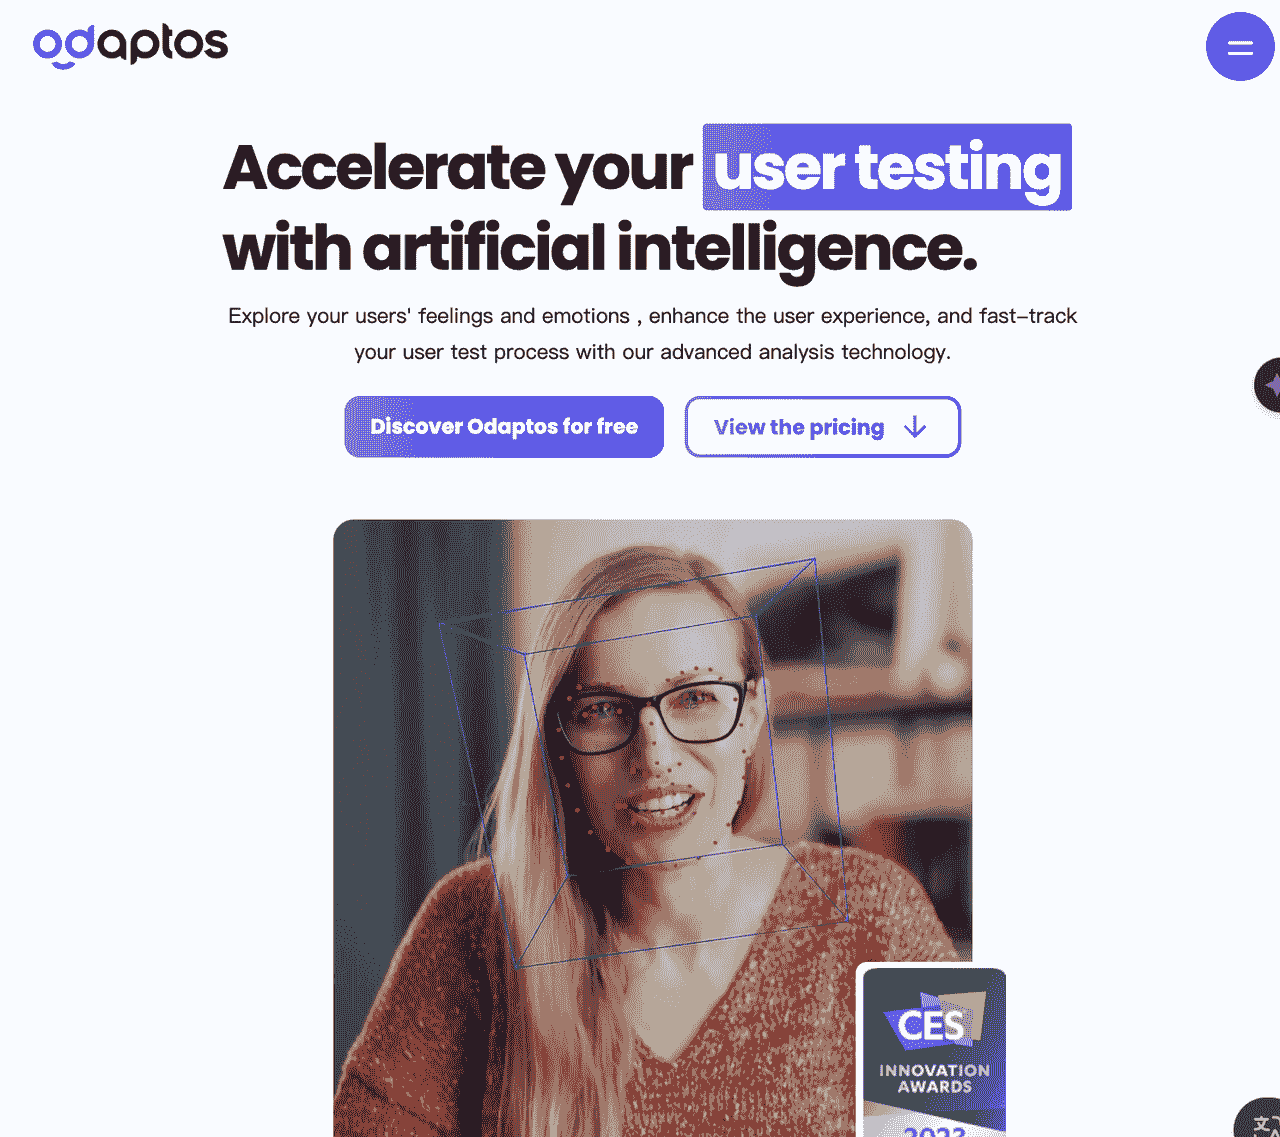 odaptos
Accelerate your user testing
with artificial intelligence.
Explore your users' feelings and emotions , enhance the user experience, and fast-track
your user test process with our advanced analysis technology.
Discover Odaptos for free
View the pricing
CES
INNOVATION
AWARDS
2023